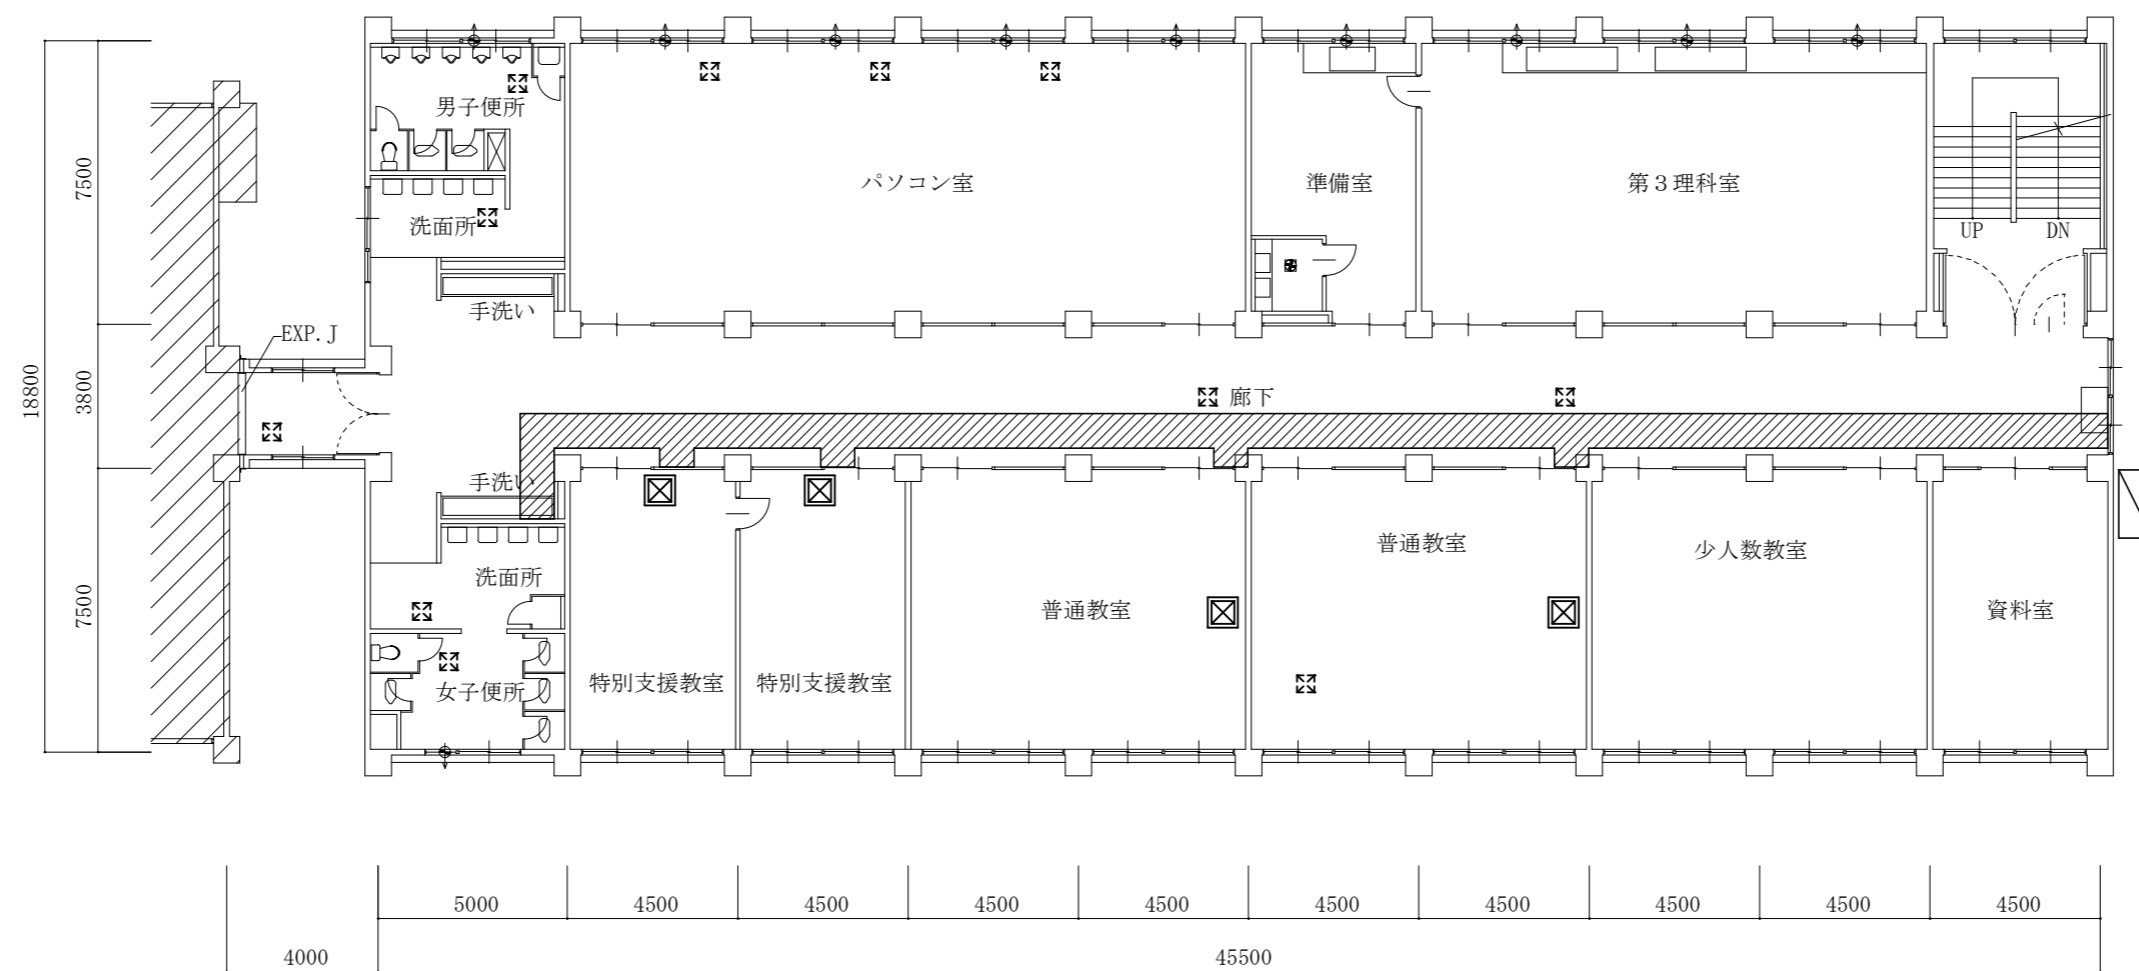 男子便所
洗面所
手洗い
パソコン室
準備室
第３理科室
UP
DN
EXP.J
廊下
手洗い
洗面所
女子便所
特別支援教室
特別支援教室
普通教室
普通教室
少人数教室
資料室
7500
3800
7500
18800
5000
4500
4500
4500
4500
4500
4500
4500
4500
4500
4000
45500